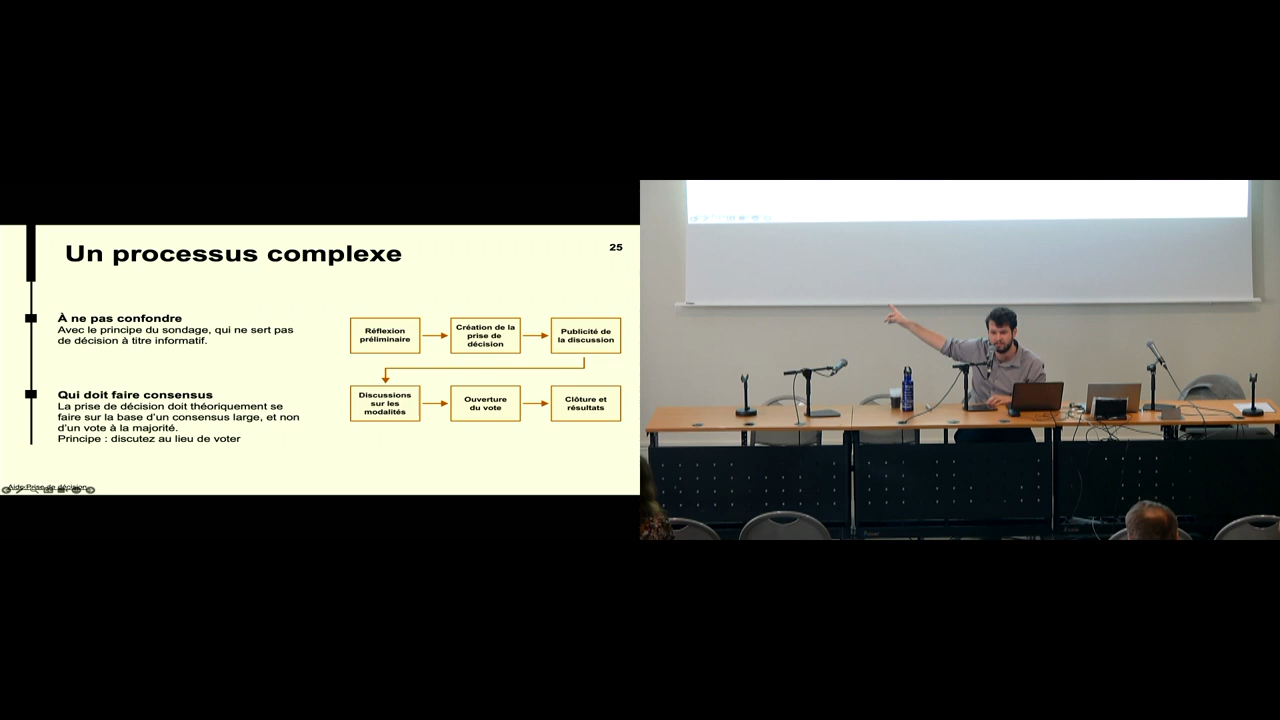 Un processus complexe
25
À ne pas confondre
Avec le principe du sondage, qui ne sert pas
de décision à titre informatif.
Qui doit faire consensus
La prise de décision doit théoriquement se
faire sur la base d'un consensus large, et non
d'un vote à la majorité.
Principe : discutez au lieu de voter
Réflexion
préliminaire
Création de la
prise de
décision
Publicité de
la discussion
Discussions
sur les
modalités
Ouverture
du vote
Clôture et
résultats
Aide:Prise de décision